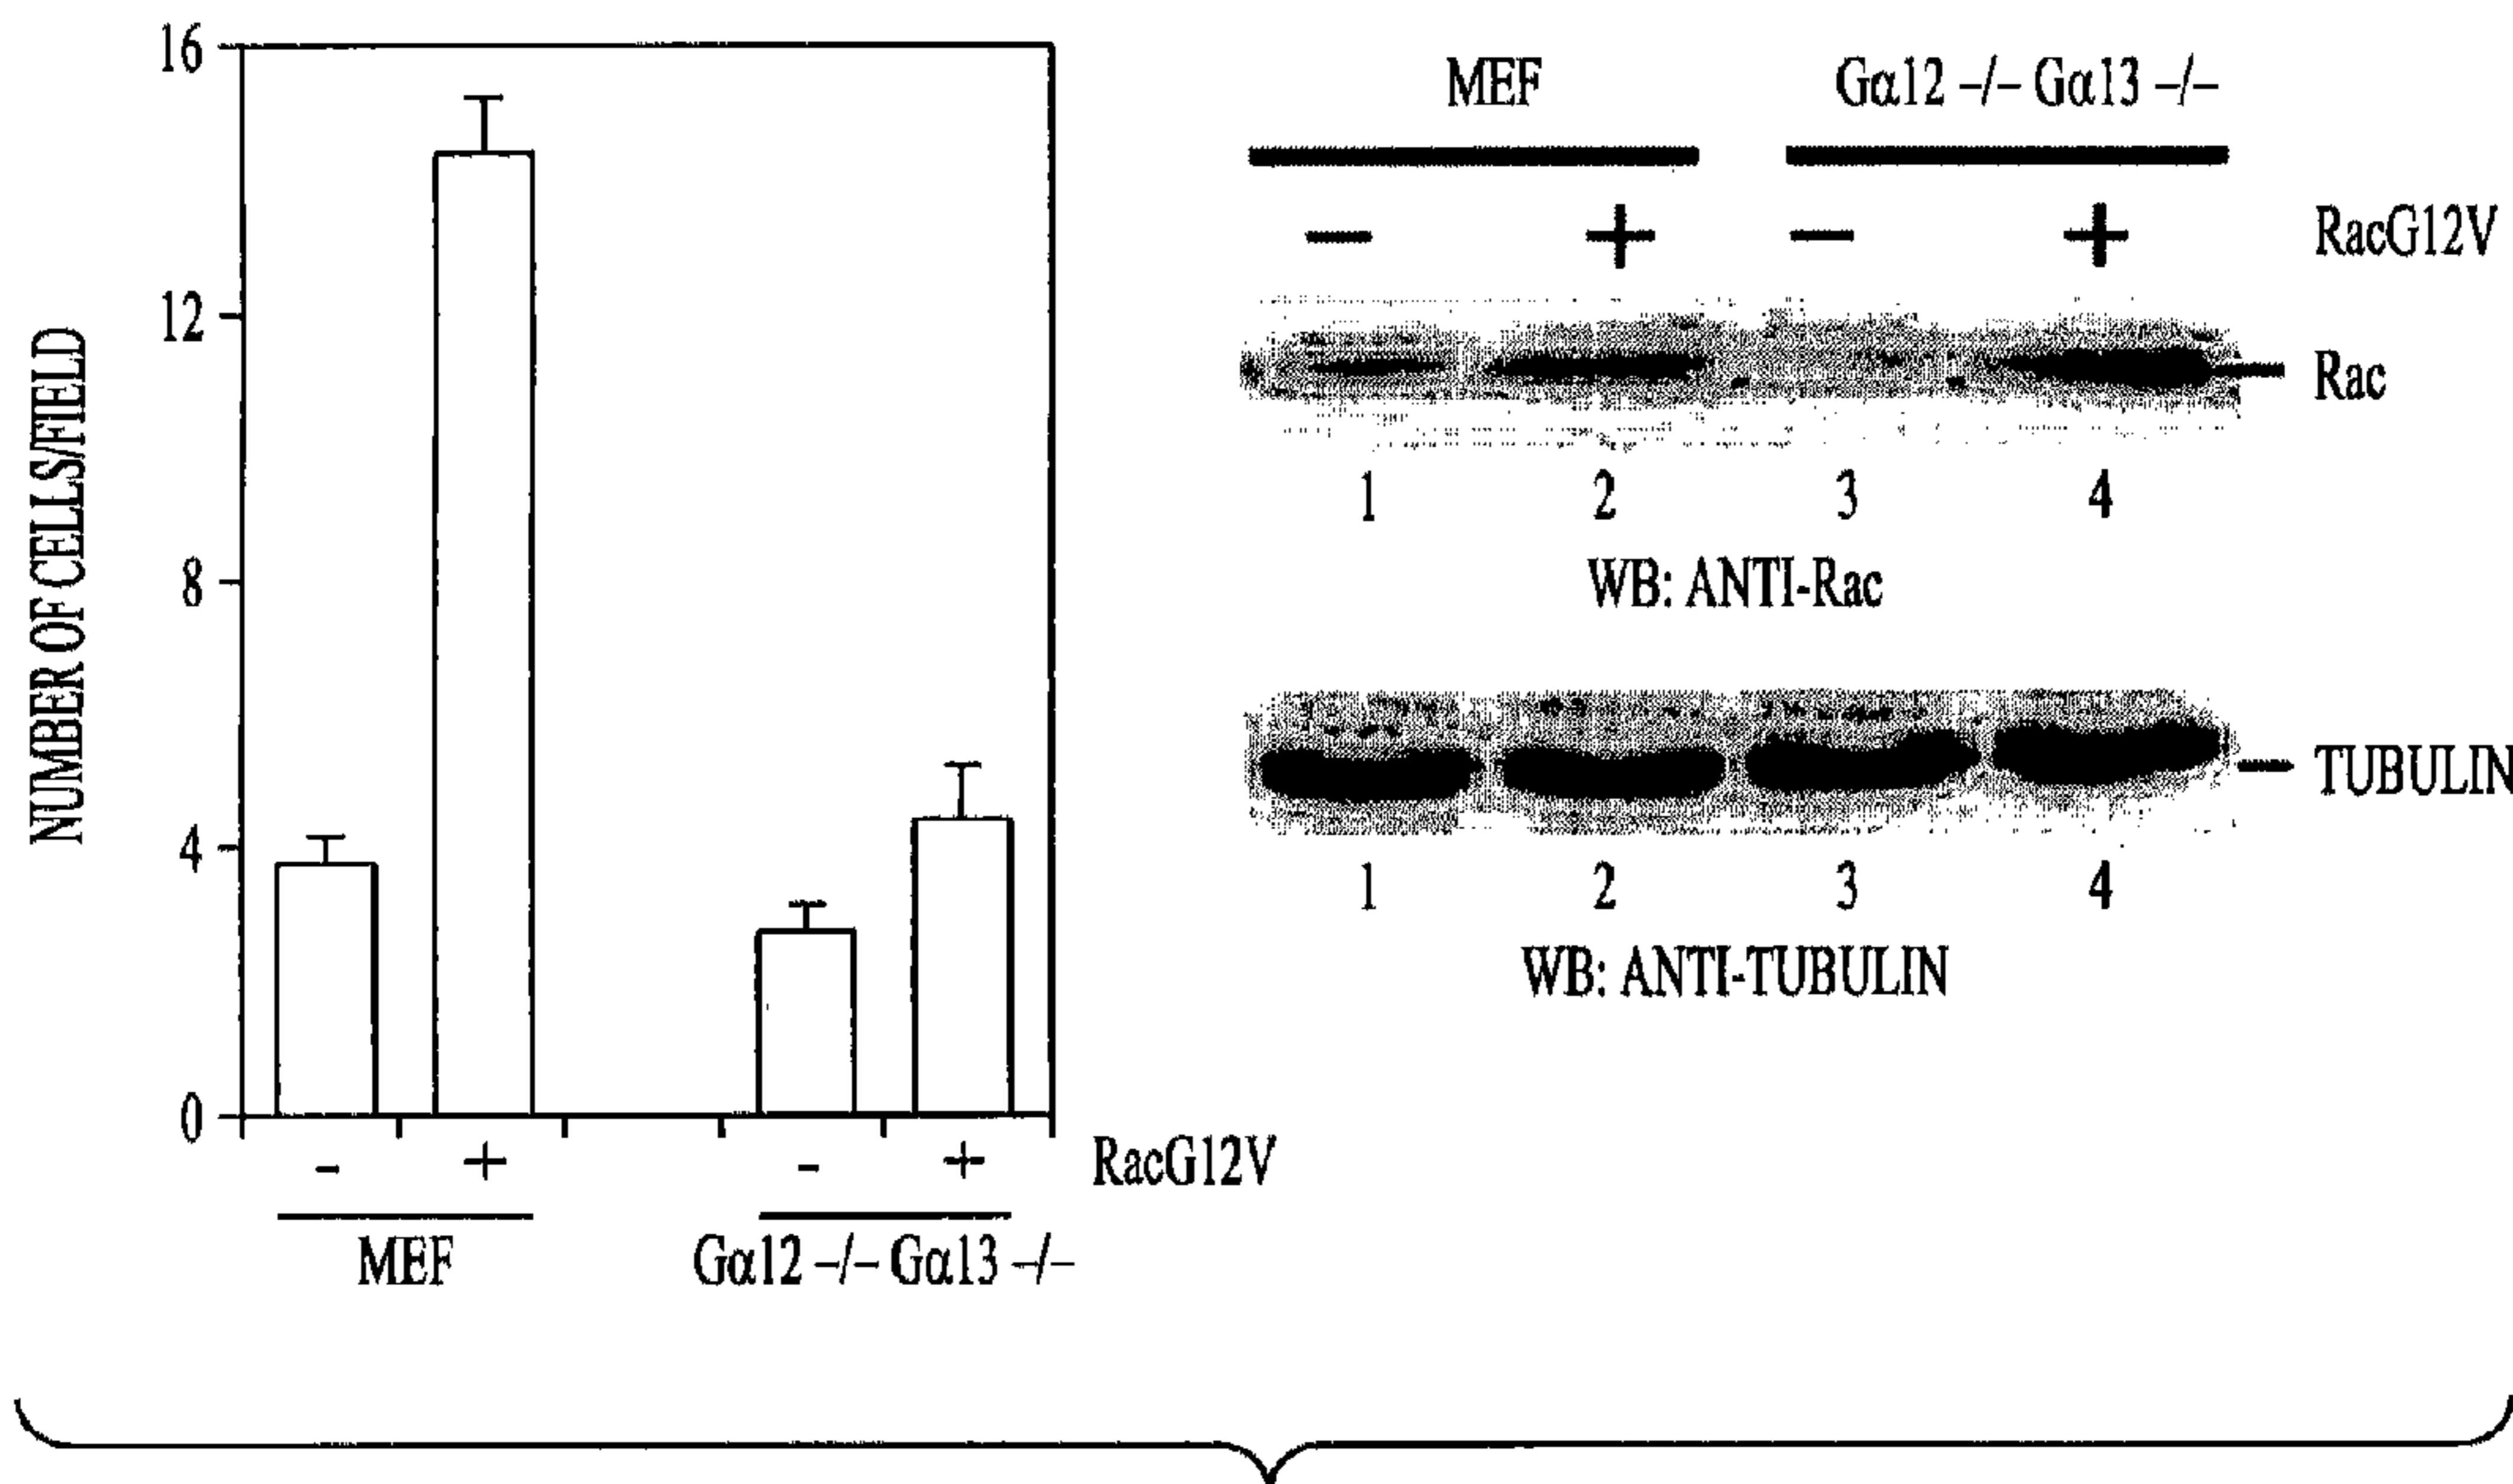 16
12
8
4
0
NUMBER OF CELLS/FIELD
- + - + RacG12V
MEF Gα12 –/– Gα13 –/–
MEF Gα12 –/– Gα13 –/–
– + – + RacG12V
Rac
1 2 3 4
WB: ANTI-Rac
TUBULIN
1 2 3 4
WB: ANTI-TUBULIN